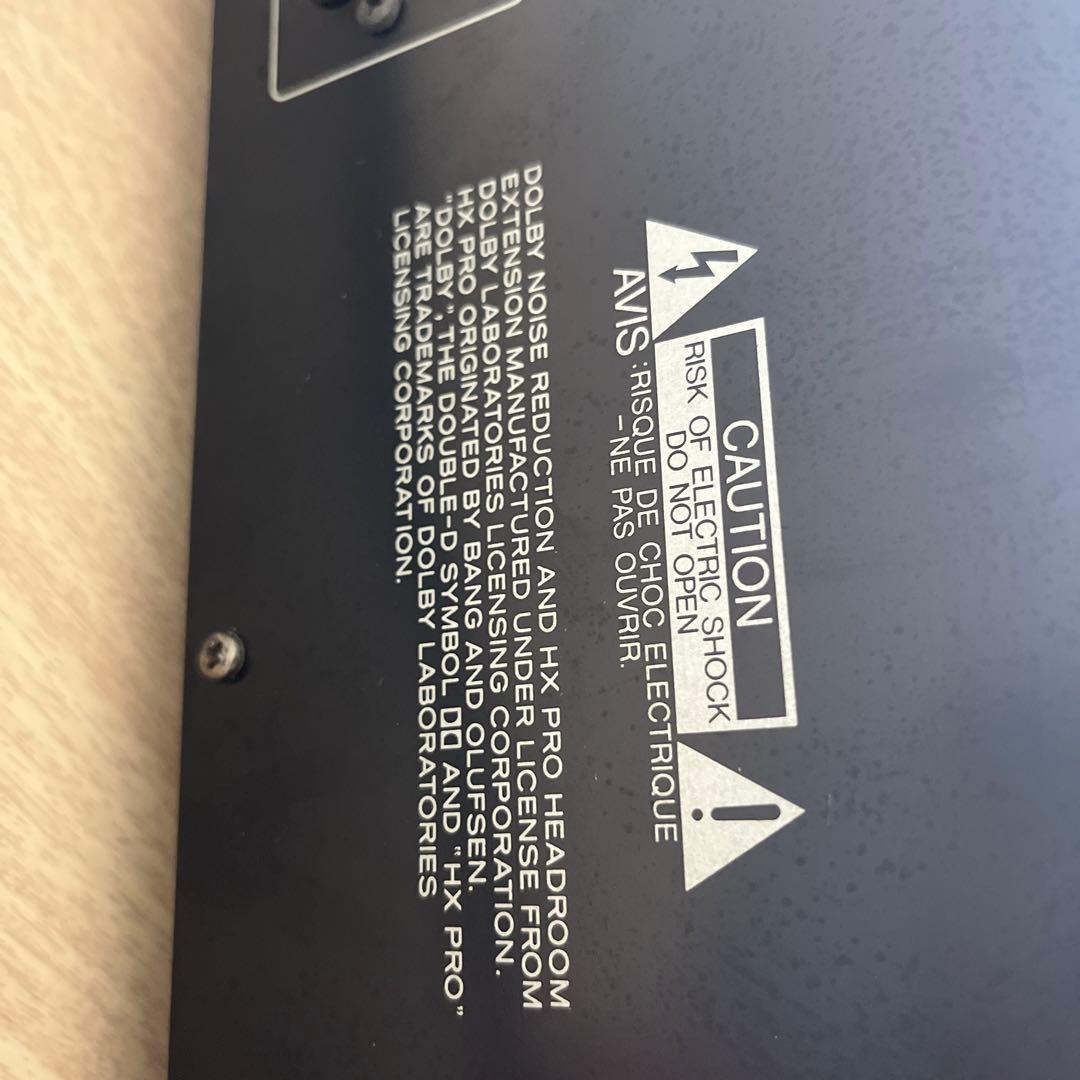 CAUTION
RISK OF ELECTRIC SHOCK
DO NOT OPEN
AVIS :RISQUE DE CHOC ELECTRIQUE
-NE PAS OUVRIR.
DOLBY NOISE REDUCTION AND HX PRO HEADROOM
EXTENSION MANUFACTURED UNDER LICENSE FROM
DOLBY LABORATORIES LICENSING CORPORATION.
HX PRO ORIGINATED BY BANG AND OLUFSEN.
"DOLBY", THE DOUBLE-D SYMBOL AND "HX PRO"
ARE TRADEMARKS OF DOLBY LABORATORIES
LICENSING CORPORATION.